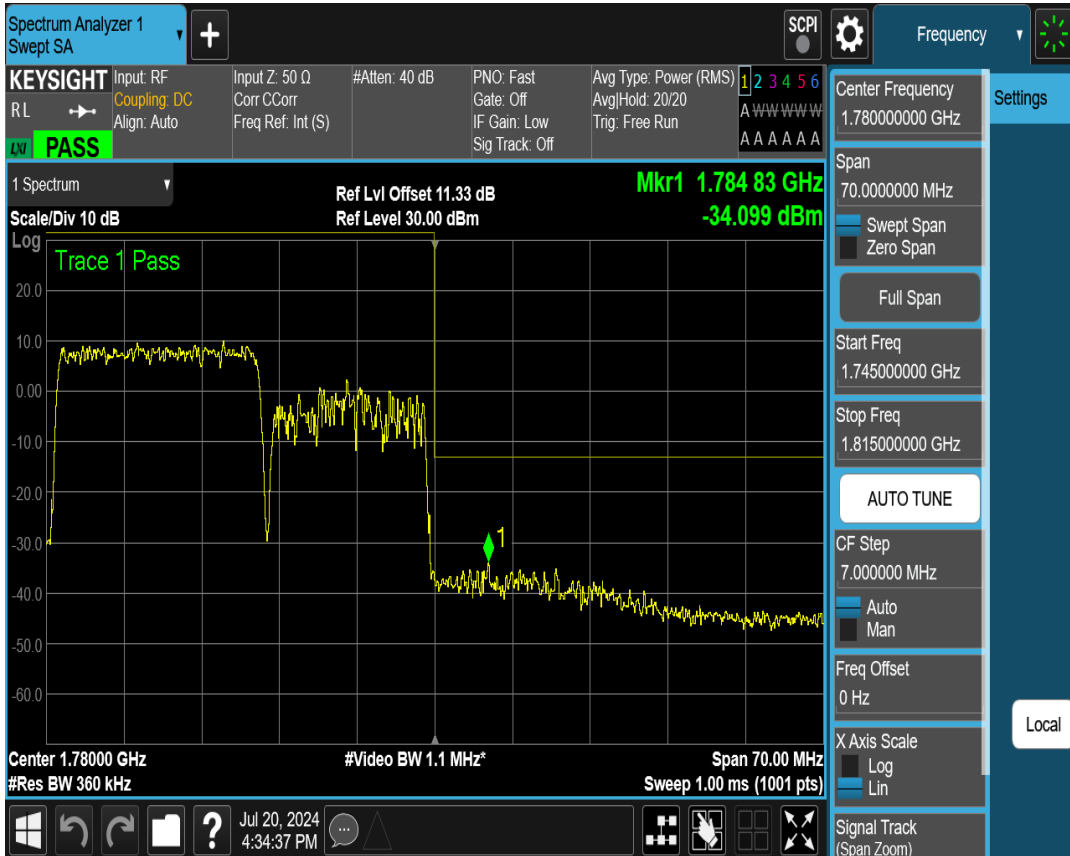 Spectrum Analyzer 1
Swept SA
+
SCPI
Frequency
KEYSIGHT
RL
LXI
PASS
Input: RF
Coupling: DC
Align: Auto
Input Z: 50 Ω
Corr CCorr
Freq Ref: Int (S)
#Atten: 40 dB
PNO: Fast
Gate: Off
IF Gain: Low
Sig Track: Off
Avg Type: Power (RMS)
Avg|Hold: 20/20
Trig: Free Run
1 2 3 4 5 6
A W W W W W
A A A A A A
1 Spectrum
Scale/Div 10 dB
Ref Lvl Offset 11.33 dB
Ref Level 30.00 dBm
Mkr1 1.784 83 GHz
-34.099 dBm
Log
Trace 1 Pass
20.0
10.0
0.00
-10.0
-20.0
-30.0
-40.0
-50.0
-60.0
1
Center 1.78000 GHz
#Res BW 360 kHz
#Video BW 1.1 MHz*
Span 70.00 MHz
Sweep 1.00 ms (1001 pts)
Jul 20, 2024
4:34:37 PM
?
...
Center Frequency
1.780000000 GHz
Span
70.0000000 MHz
Swept Span
Zero Span
Full Span
Start Freq
1.745000000 GHz
Stop Freq
1.815000000 GHz
AUTO TUNE
CF Step
7.000000 MHz
Auto
Man
Freq Offset
0 Hz
X Axis Scale
Log
Lin
Signal Track
(Span Zoom)
Settings
Local